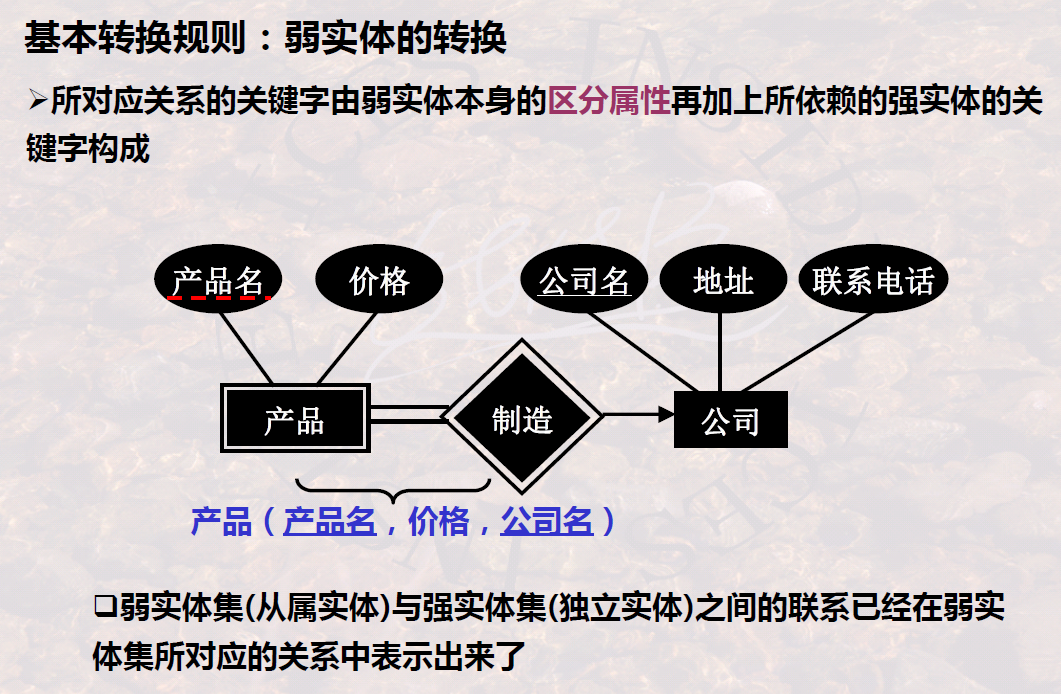 基本转换规则：弱实体的转换
➢所对应关系的关键字由弱实体本身的区分属性再加上所依赖的强实体的关
键字构成
产品名 价格 公司名 地址 联系电话
产品 制造 公司
产品（产品名，价格，公司名）
❑弱实体集(从属实体)与强实体集(独立实体)之间的联系已经在弱实
体集所对应的关系中表示出来了